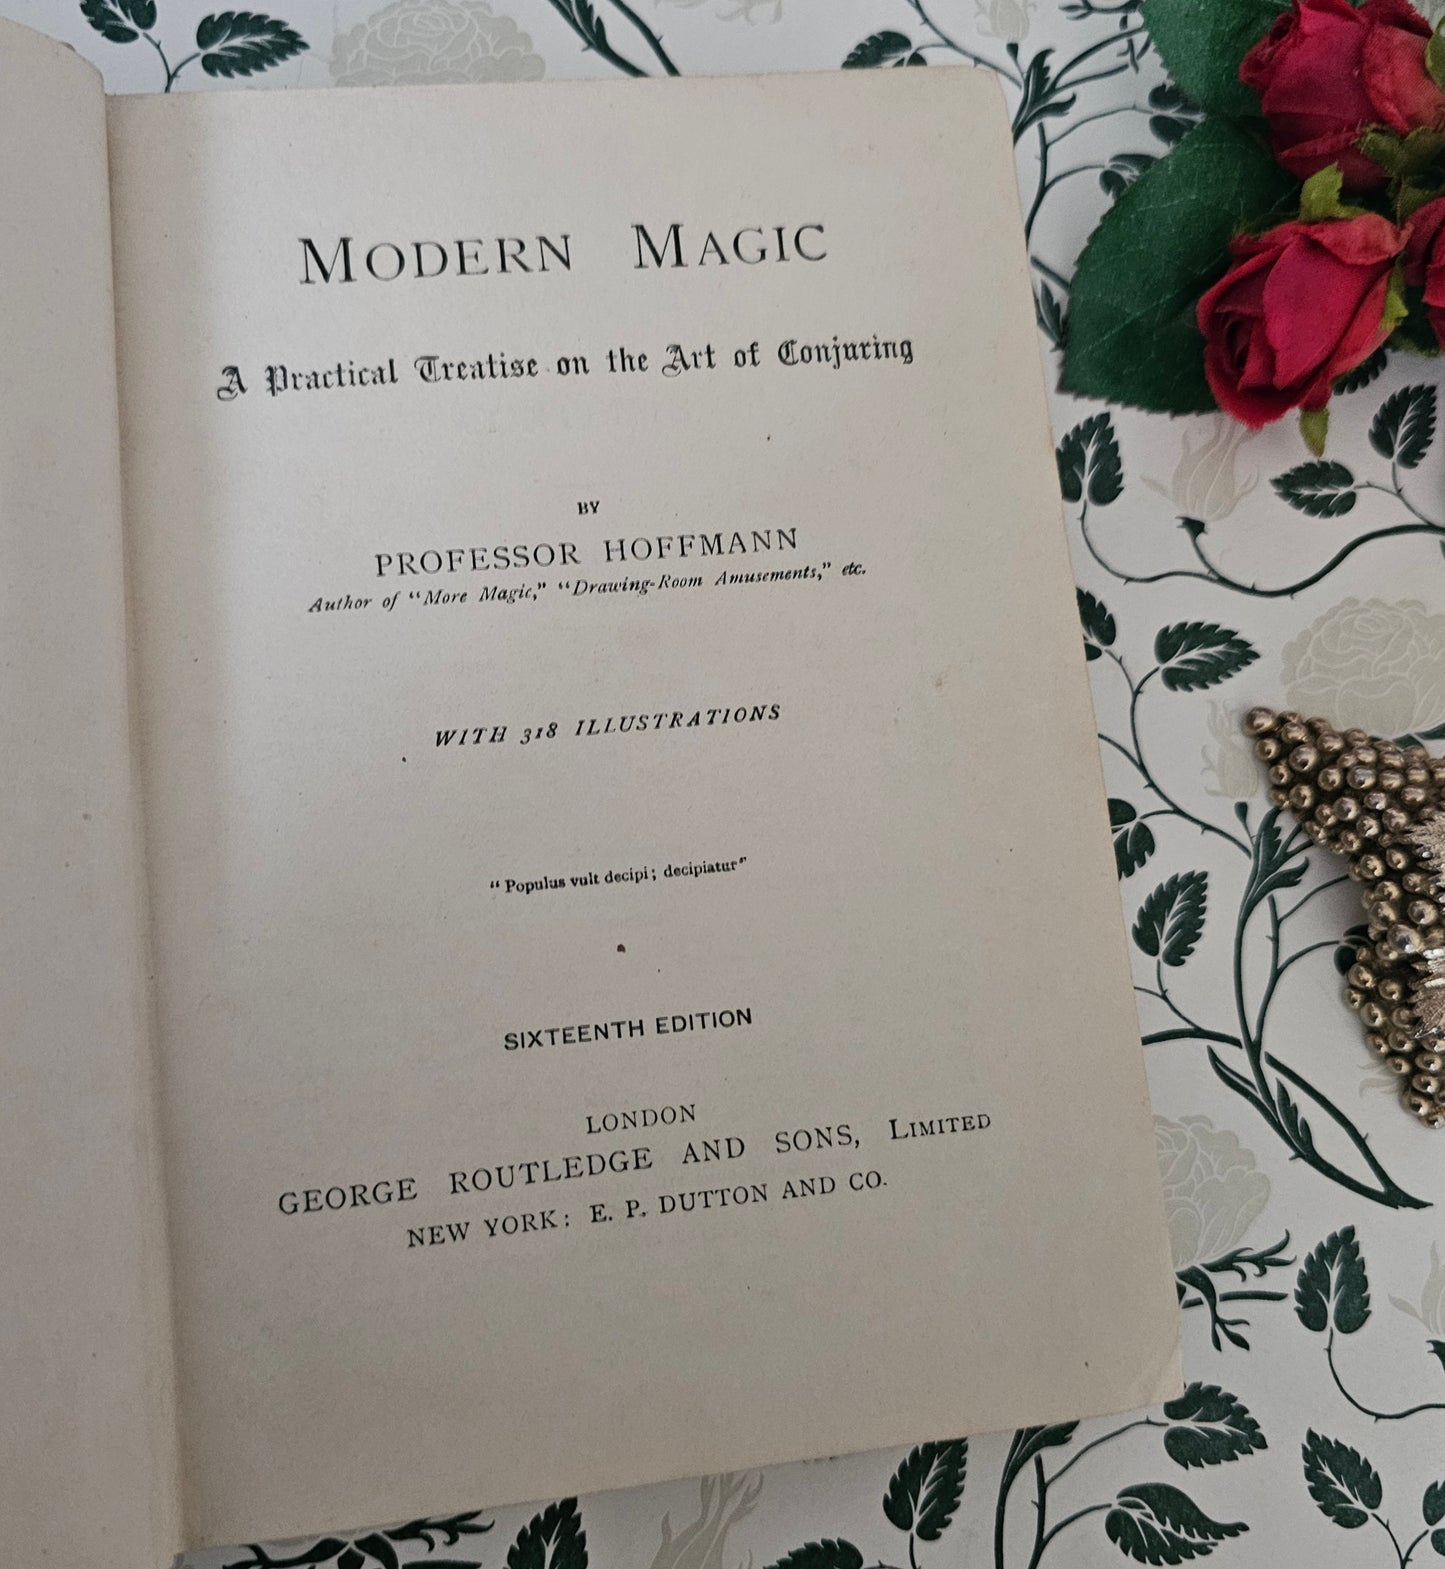 MODERN MAGIC
A Practical Treatise on the Art of Conjuring
BY
PROFESSOR HOFFMANN
Author of "More Magic," "Drawing-Room Amusements," etc.
WITH 318 ILLUSTRATIONS
"Populus vult decipi; decipiatur"
SIXTEENTH EDITION
LONDON
GEORGE ROUTLEDGE AND SONS, LIMITED
NEW YORK: E. P. DUTTON AND CO.